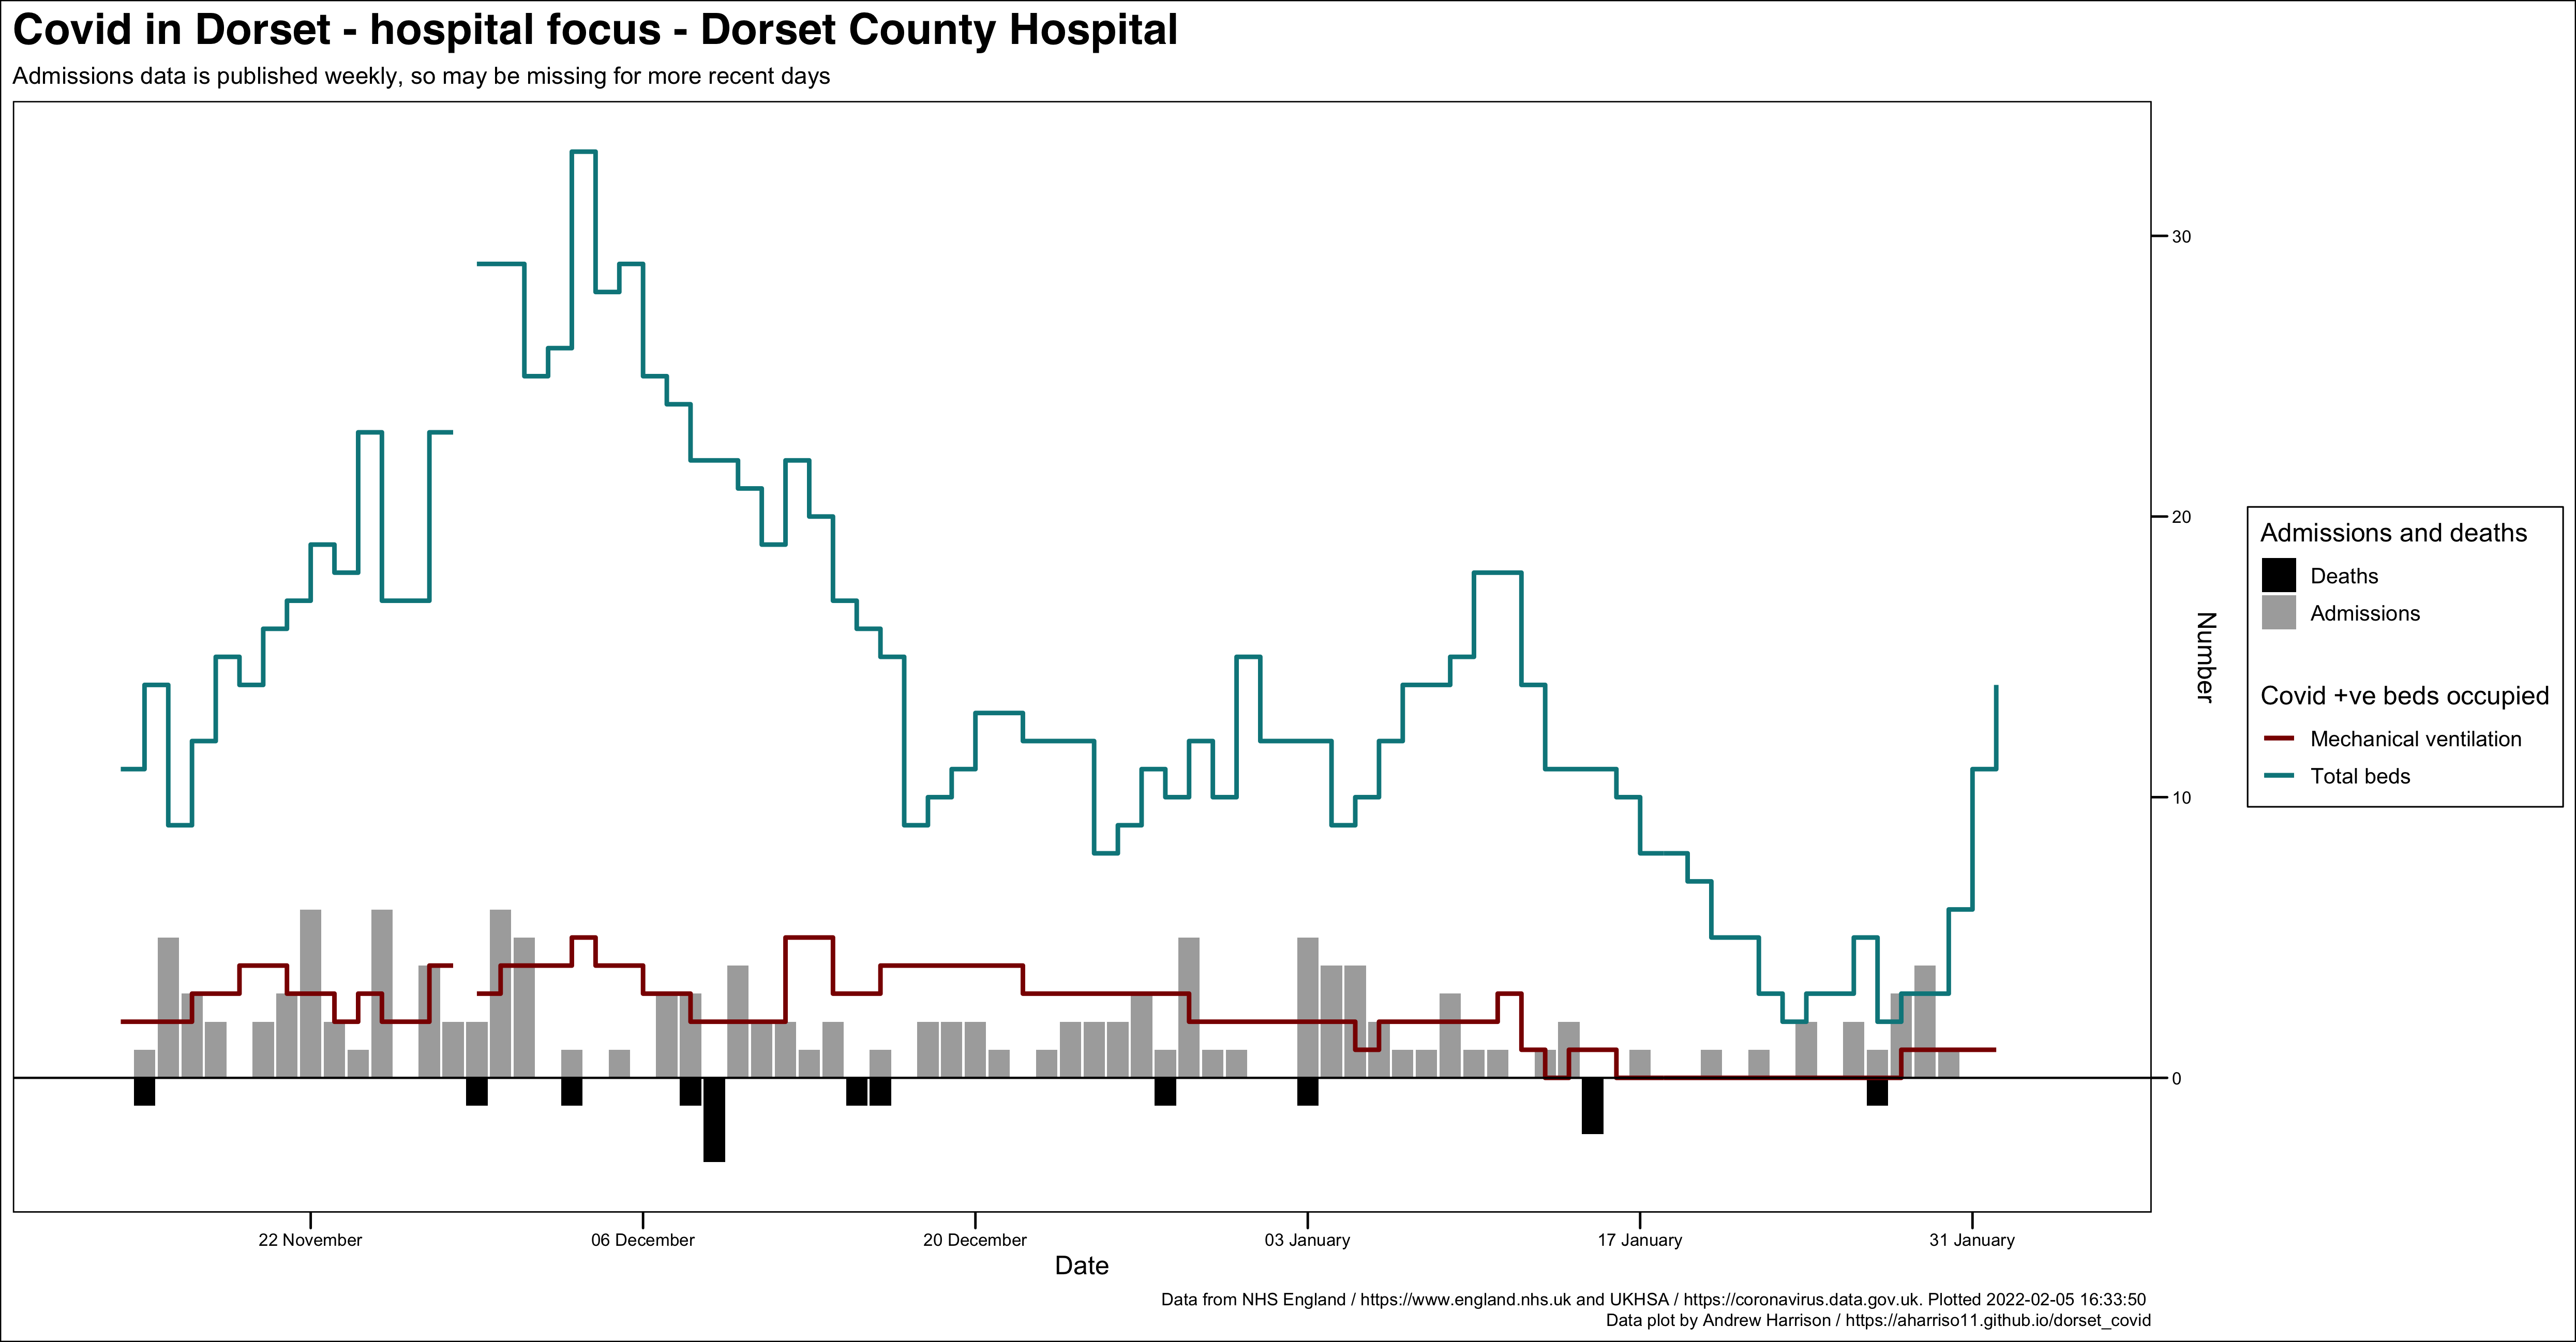 Covid in Dorset - hospital focus - Dorset County Hospital
Admissions data is published weekly, so may be missing for more recent days
30
20
10
0
Number
Admissions and deaths
Deaths
Admissions
Covid +ve beds occupied
Mechanical ventilation
Total beds
22 November
06 December
20 December
03 January
17 January
31 January
Date
Data from NHS England / https://www.england.nhs.uk and UKHSA / https://coronavirus.data.gov.uk. Plotted 2022-02-05 16:33:50
Data plot by Andrew Harrison / https://aharriso11.github.io/dorset_covid